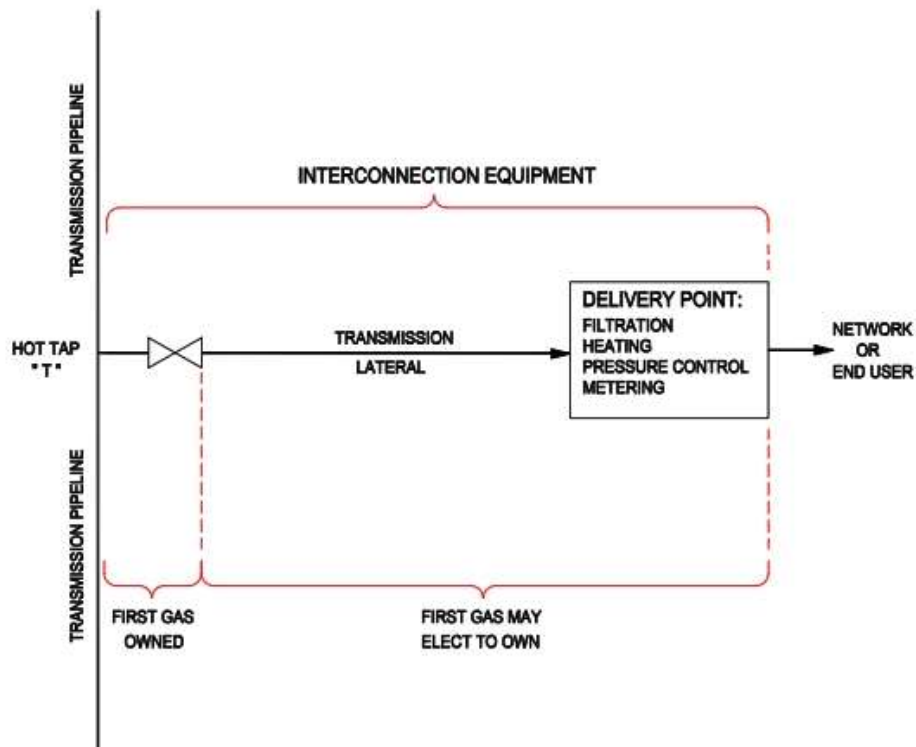 TRANSMISSION PIPELINE
INTERCONNECTION EQUIPMENT
HOT TAP
"T"
TRANSMISSION
LATERAL
DELIVERY POINT:
FILTRATION
HEATING
PRESSURE CONTROL
METERING
NETWORK
OR
END USER
TRANSMISSION PIPELINE
FIRST GAS
OWNED
FIRST GAS MAY
ELECT TO OWN